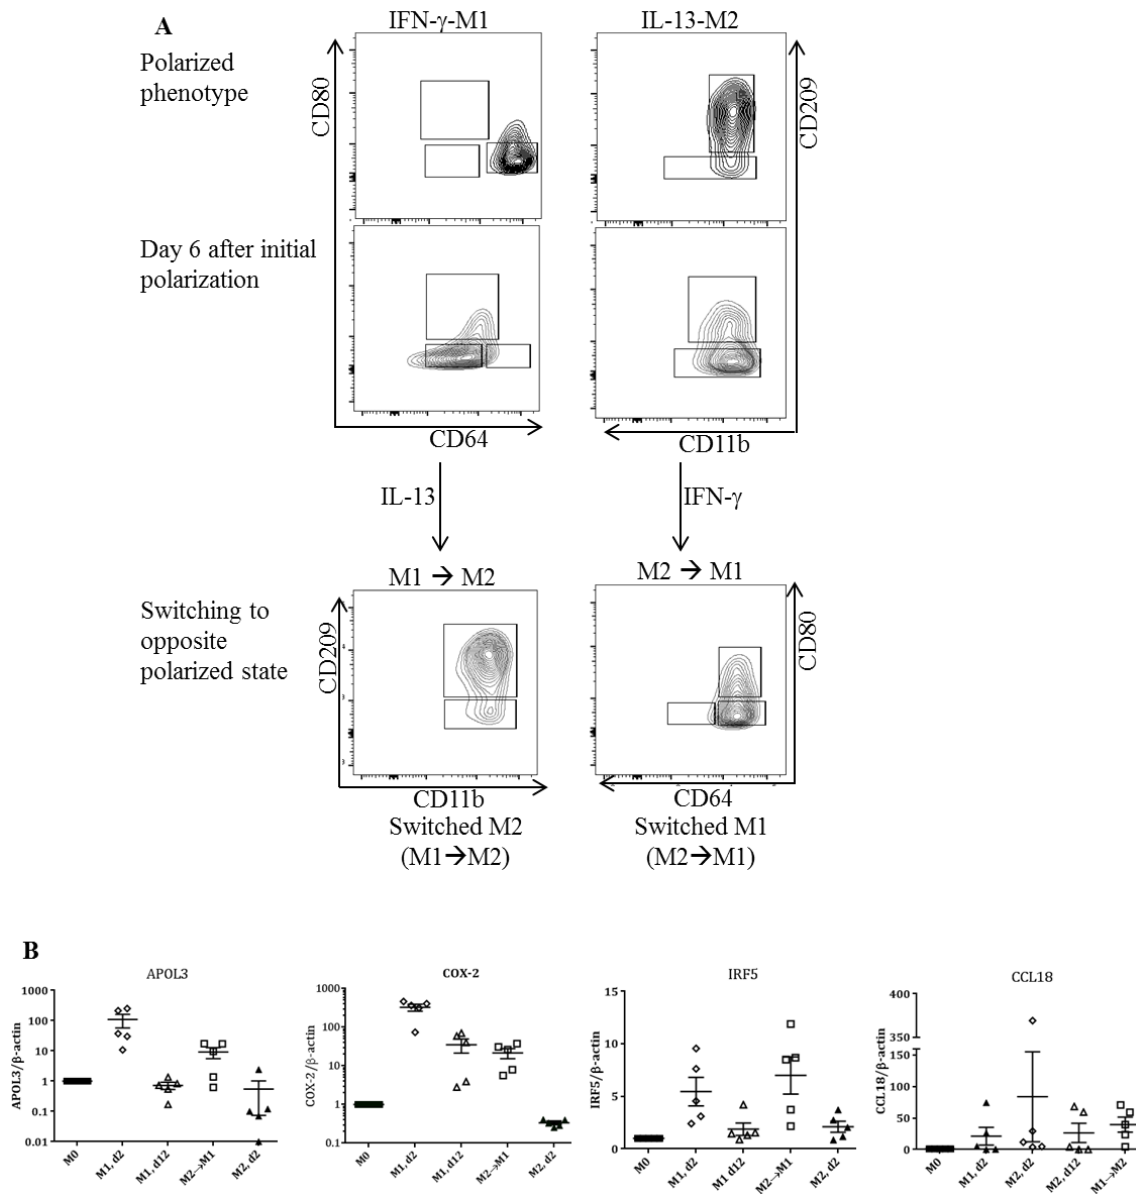 A
IFN-γ-M1
IL-13-M2
Polarized
phenotype
CD80
CD209
Day 6 after initial
polarization
CD64
CD11b
IL-13
IFN-γ
M1 → M2
M2 → M1
Switching to
opposite
polarized state
CD209
CD80
CD11b
CD64
Switched M2
(M1→M2)
Switched M1
(M2→M1)
B
APOL3
APOL3/β-actin
1000
100
10
1
0.1
0.01
M0
M1, d2
M1, d12
M2→M1
M2, d2
COX-2
COX-2/β-actin
1000
100
10
1
0.1
M0
M1, d2
M1, d12
M2→M1
M2, d2
IRF5
IRF5/β-actin
15
10
5
0
M0
M1, d2
M1 d12
M2→M1
M2, d2
CCL18
CCL18/β-actin
400
350
150
100
50
0
M0
M1, d2
M2, d2
M2, d12
M1→M2